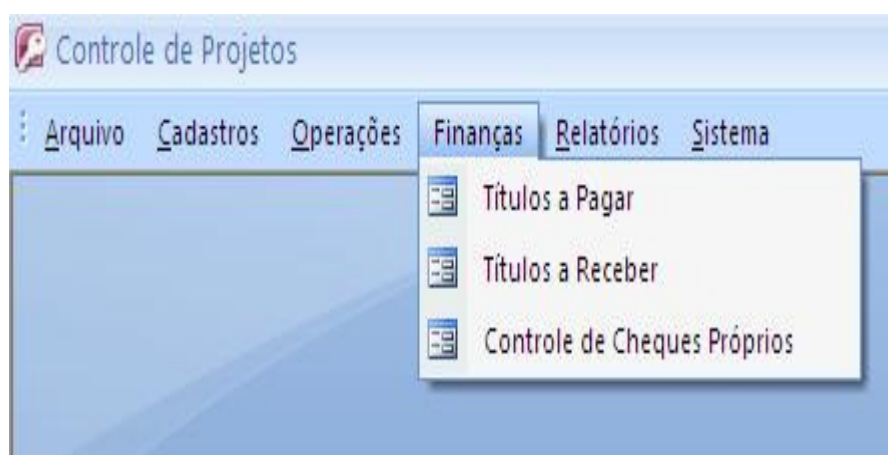 Controle de Projetos
Arquivo Cadastros Operações Finanças Relatórios Sistema
Títulos a Pagar
Títulos a Receber
Controle de Cheques Próprios